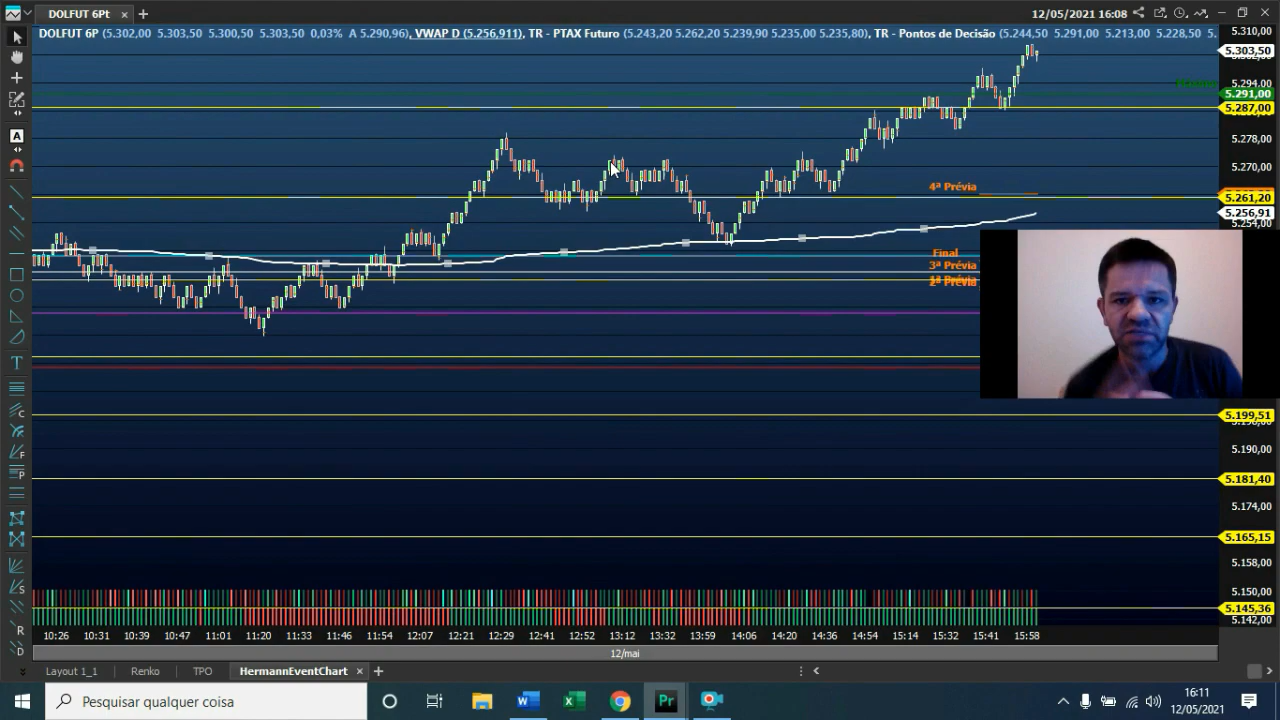 DOLFUT 6Pt
12/05/2021 16:08
DOLFUT 6P (5.302,00 5.303,50 5.300,50 5.303,50 0,03% A 5.290,96), VWAP D (5.256,911), TR - PTAX Futuro (5.243,20 5.262,20 5.239,90 5.235,00 5.235,80), TR - Pontos de Decisão (5.244,50 5.291,00 5.213,00 5.228,50 5.
5.310,00
5.303,50
5.294,00
5.291,00
5.287,00
5.278,00
5.270,00
4ª Prévia
5.261,20
5.256,91
5.254,00
Final
3ª Prévia
2ª Prévia
5.199,51
5.190,00
5.181,40
5.174,00
5.165,15
5.158,00
5.150,00
5.145,36
5.142,00
10:26 10:31 10:39 10:47 11:01 11:20 11:33 11:46 11:54 12:07 12:21 12:29 12:41 12:52 13:12 13:32 13:59 14:06 14:20 14:36 14:54 15:14 15:32 15:41 15:58
12/mai
Layout 1_1 Renko TPO HermannEventChart
Pesquisar qualquer coisa
16:11
12/05/2021